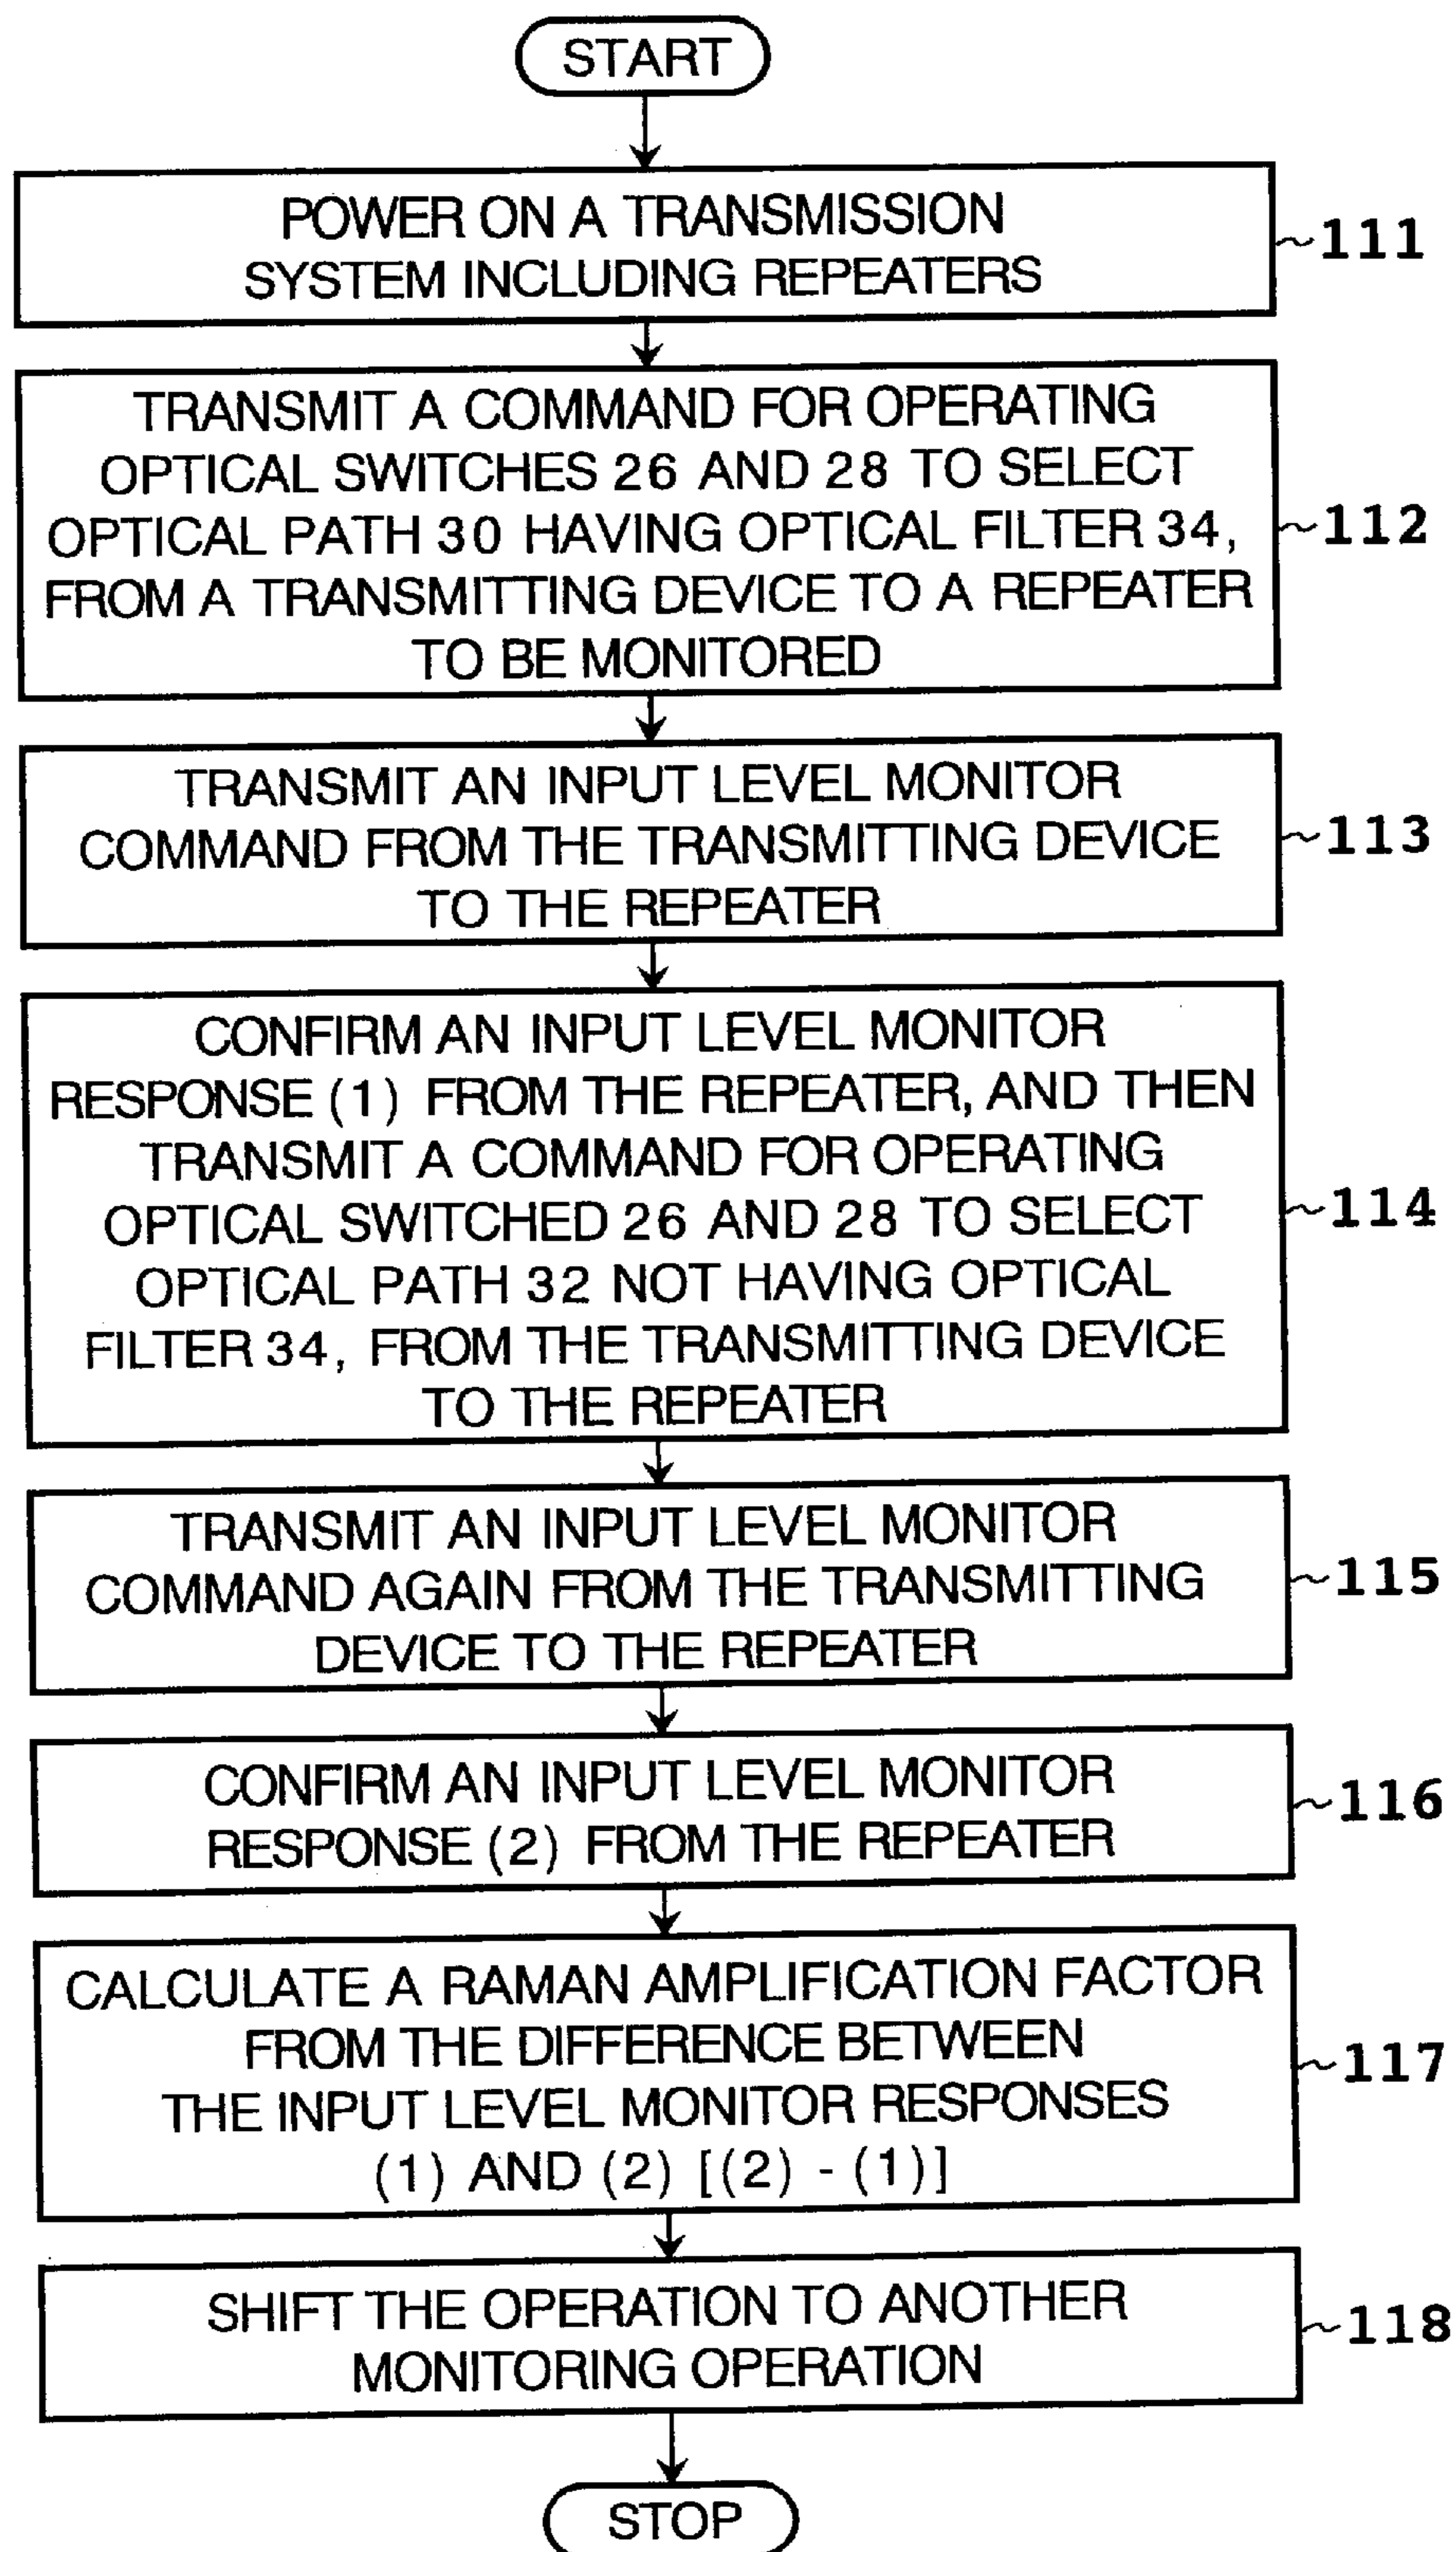 START
POWER ON A TRANSMISSION
SYSTEM INCLUDING REPEATERS
111
TRANSMIT A COMMAND FOR OPERATING
OPTICAL SWITCHES 26 AND 28 TO SELECT
OPTICAL PATH 30 HAVING OPTICAL FILTER 34,
FROM A TRANSMITTING DEVICE TO A REPEATER
TO BE MONITORED
112
TRANSMIT AN INPUT LEVEL MONITOR
COMMAND FROM THE TRANSMITTING DEVICE
TO THE REPEATER
113
CONFIRM AN INPUT LEVEL MONITOR
RESPONSE (1) FROM THE REPEATER, AND THEN
TRANSMIT A COMMAND FOR OPERATING
OPTICAL SWITCHED 26 AND 28 TO SELECT
OPTICAL PATH 32 NOT HAVING OPTICAL
FILTER 34, FROM THE TRANSMITTING DEVICE
TO THE REPEATER
114
TRANSMIT AN INPUT LEVEL MONITOR
COMMAND AGAIN FROM THE TRANSMITTING
DEVICE TO THE REPEATER
115
CONFIRM AN INPUT LEVEL MONITOR
RESPONSE (2) FROM THE REPEATER
116
CALCULATE A RAMAN AMPLIFICATION FACTOR
FROM THE DIFFERENCE BETWEEN
THE INPUT LEVEL MONITOR RESPONSES
(1) AND (2) [(2) - (1)]
117
SHIFT THE OPERATION TO ANOTHER
MONITORING OPERATION
118
STOP